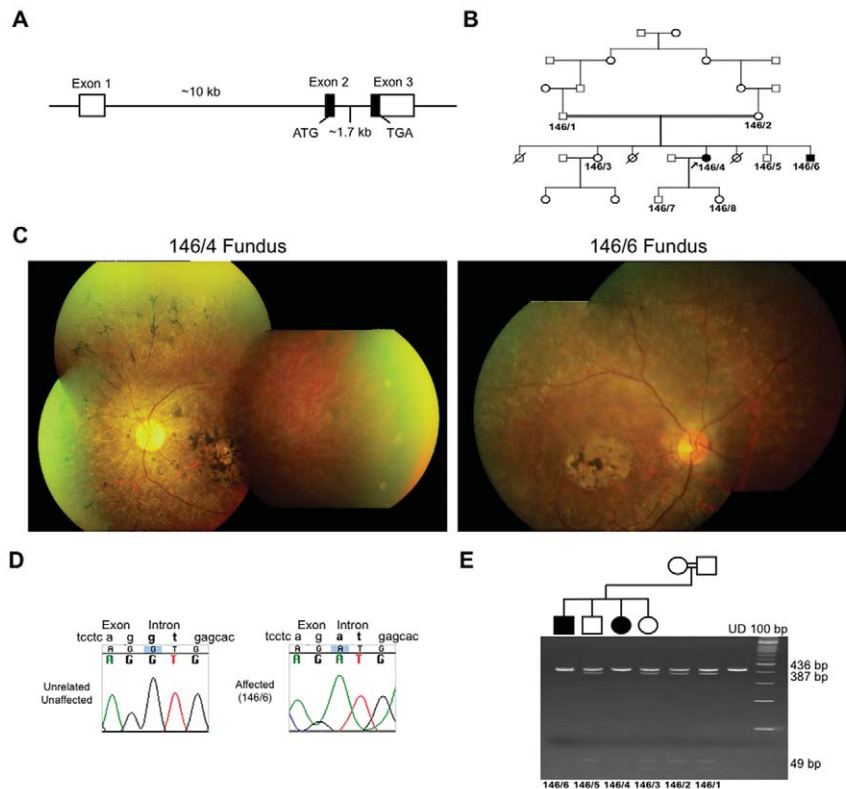 A
Exon 1
Exon 2
Exon 3
~10 kb
ATG
~1.7 kb
TGA
B
146/1
146/2
146/3
146/4
146/5
146/6
146/7
146/8
C
146/4 Fundus
146/6 Fundus
D
Exon Intron
tcctc a g g t gagcac
A G G T G
A G G T G
Unrelated
Unaffected
Exon Intron
tcctc a g a t gagcac
A G A T G
A G A T G
Affected
(146/6)
E
UD 100 bp
436 bp
387 bp
49 bp
146/6 146/5 146/4 146/3 146/2 146/1